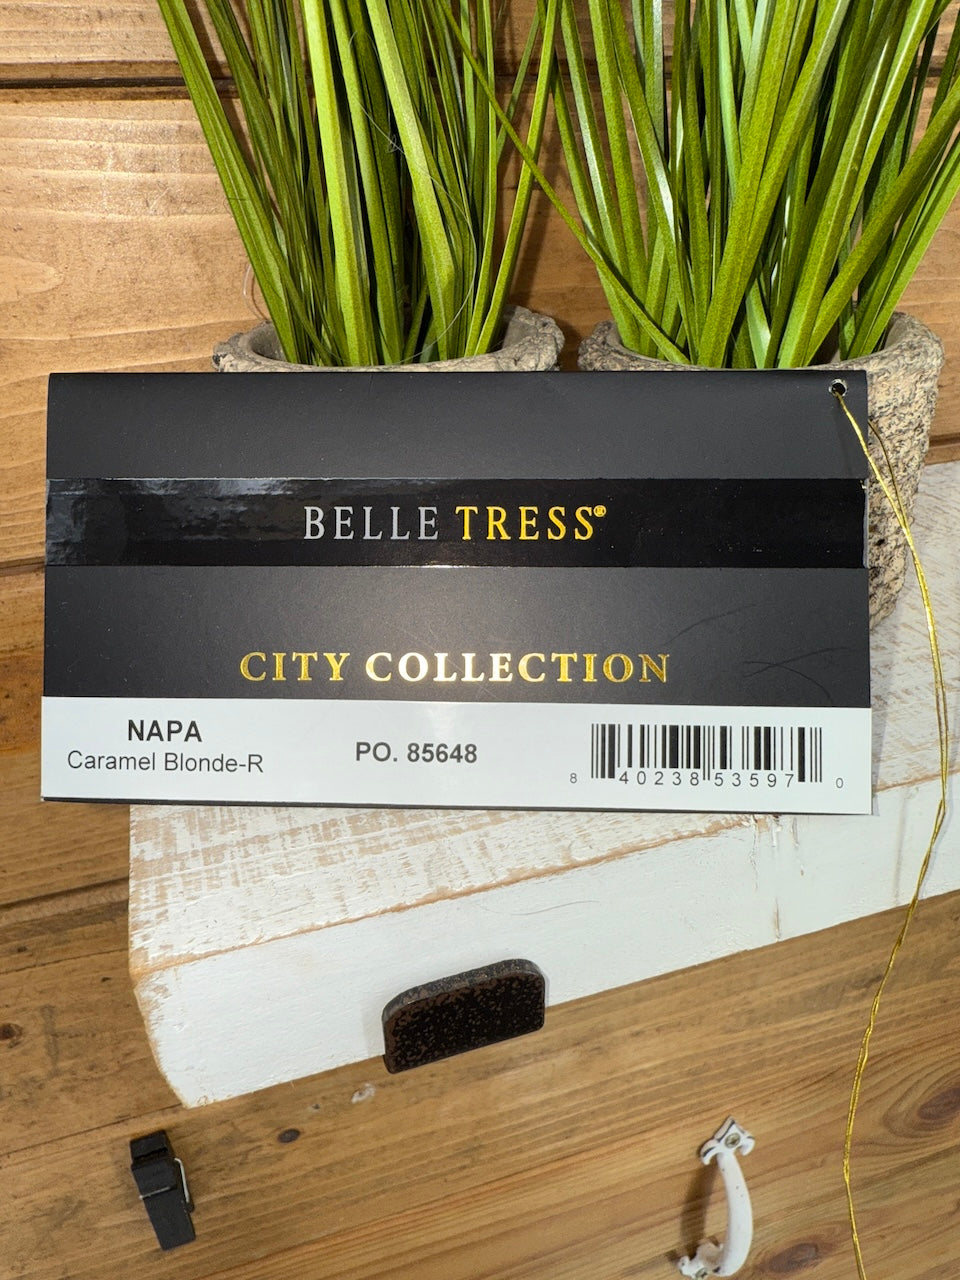 BELLE TRESS®
CITY COLLECTION
NAPA
Caramel Blonde-R
PO. 85648
8 40238 53597 0